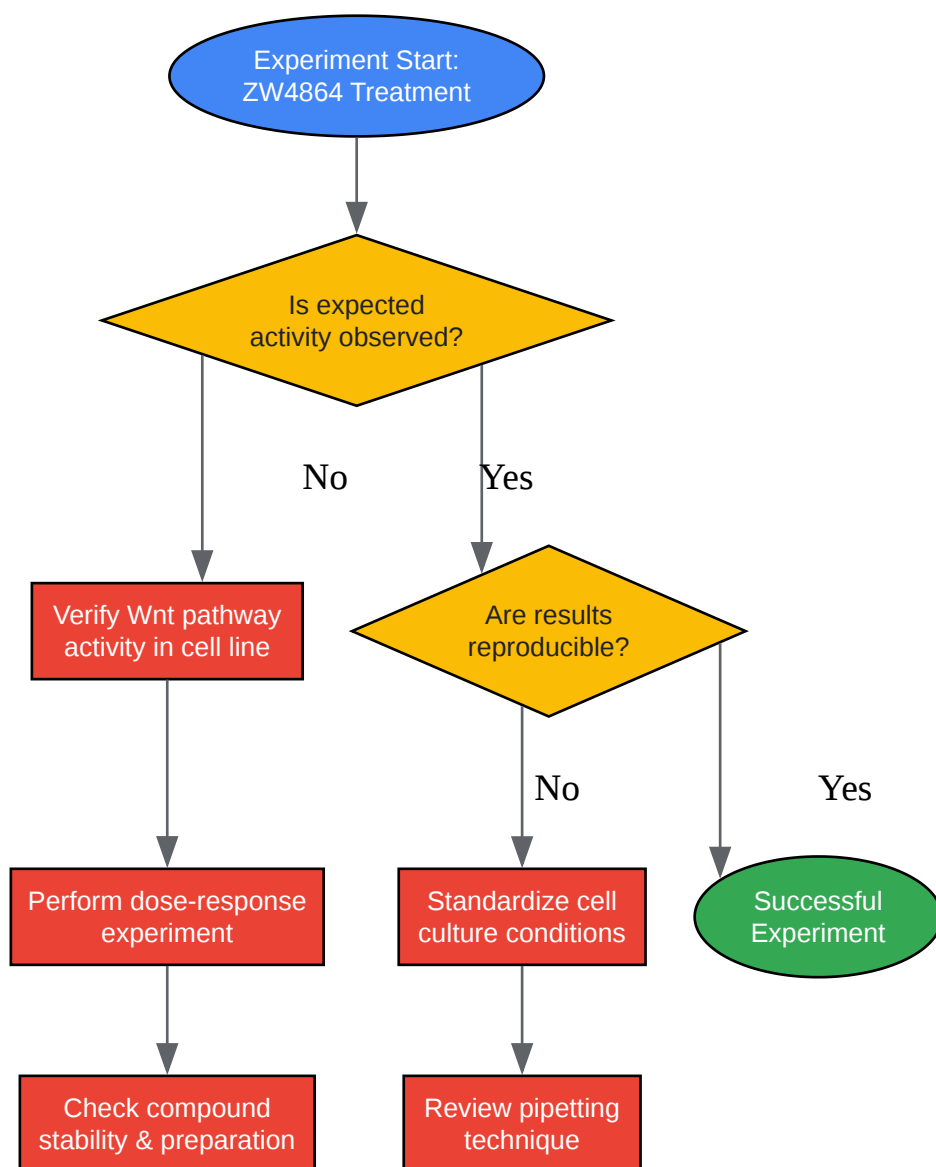 Experiment Start:
ZW4864 Treatment
Is expected
activity observed?
No
Yes
Verify Wnt pathway
activity in cell line
Are results
reproducible?
No
Yes
Perform dose-response
experiment
Standardize cell
culture conditions
Successful
Experiment
Check compound
stability & preparation
Review pipetting
technique